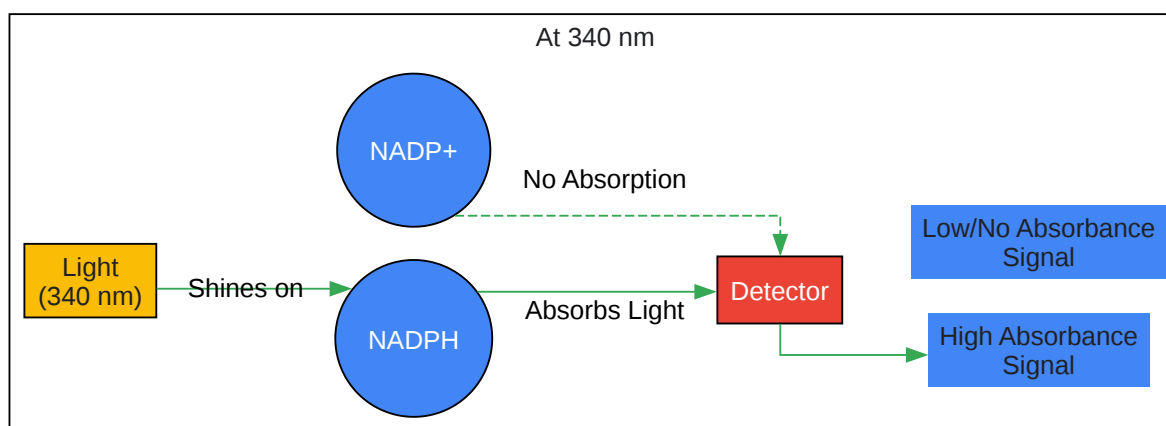 At 340 nm
NADP+
No Absorption
Low/No Absorbance
Signal
Light
(340 nm)
Shines on
NADPH
Absorbs Light
Detector
High Absorbance
Signal